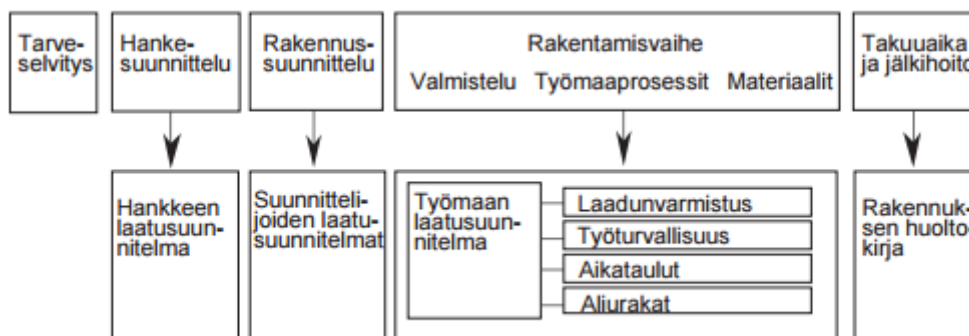 Tarve-
selvitys
Hanke-
suunnittelu
Rakennus-
suunnittelu
Rakentamisvaihe
Valmistelu Työmaaprosessit Materiaalit
Takuuaika
ja jälkihoito
Hankkeen
laatusuun-
nitelma
Suunnitteli-
joiden laatu-
suunnitelmat
Työmaan
laatusuun-
nitelma
Laadunvarmistus
Työturvallisuus
Aikataulut
Aliurakat
Rakennuk-
sen huolto-
kirja